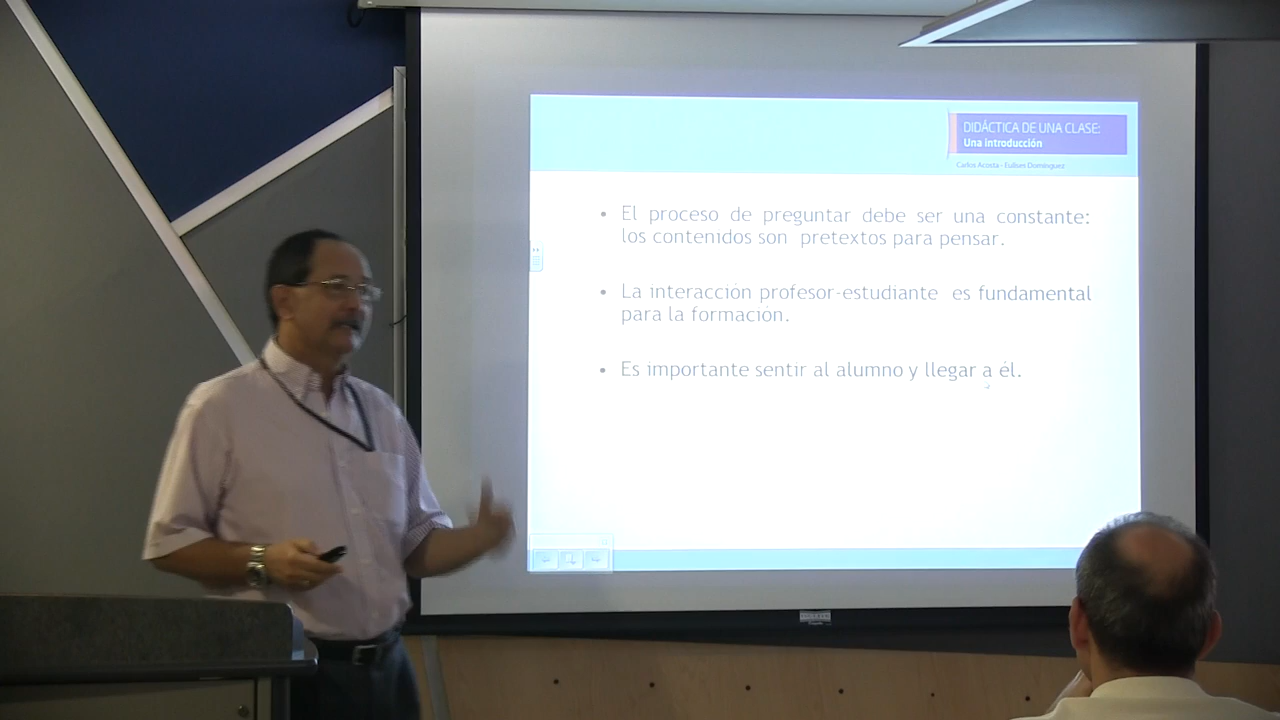 DIDÁCTICA DE UNA CLASE:
Una introducción
Carlos Acosta - Eulises Domínguez
• El proceso de preguntar debe ser una constante:
los contenidos son pretextos para pensar.
• La interacción profesor-estudiante es fundamental
para la formación.
• Es importante sentir al alumno y llegar a él.